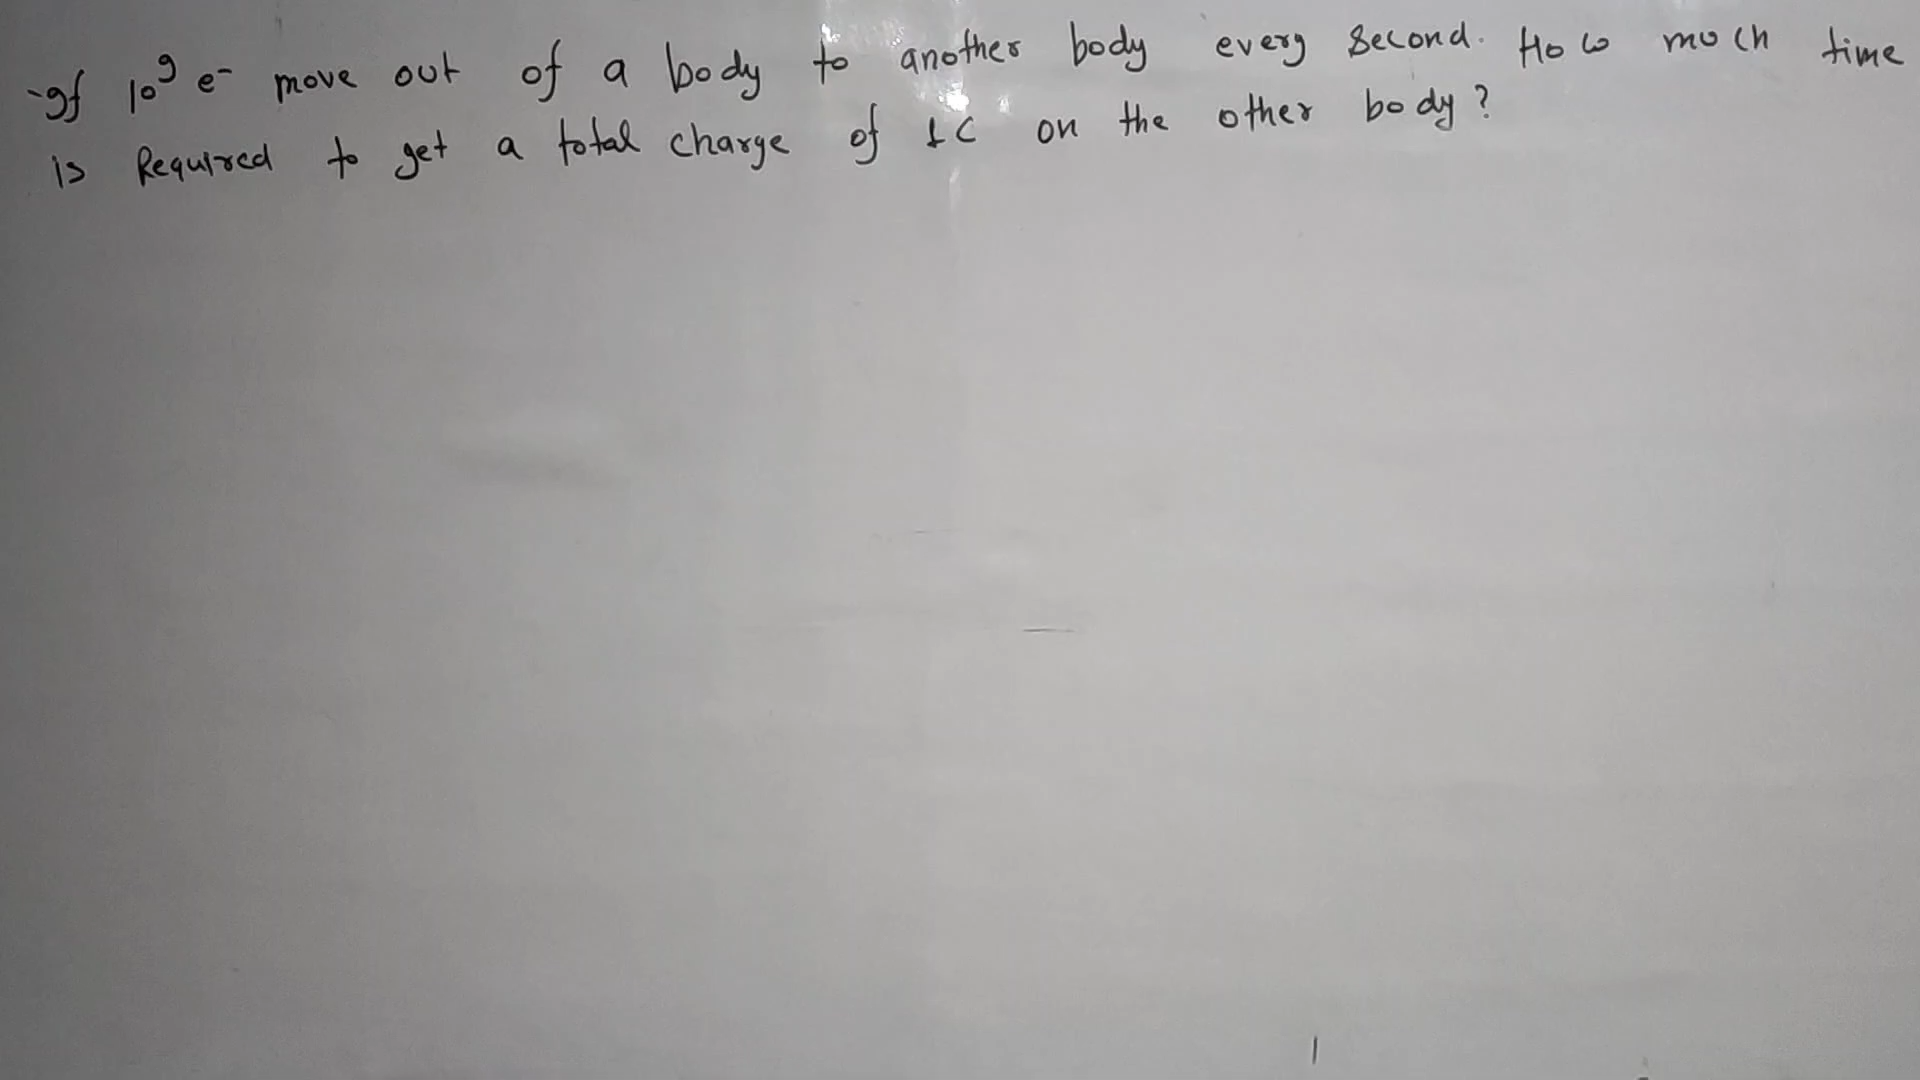 If 10⁹ e⁻ move out of a body to another body every second. How much time
is Required to get a total charge of 1C on the other body?